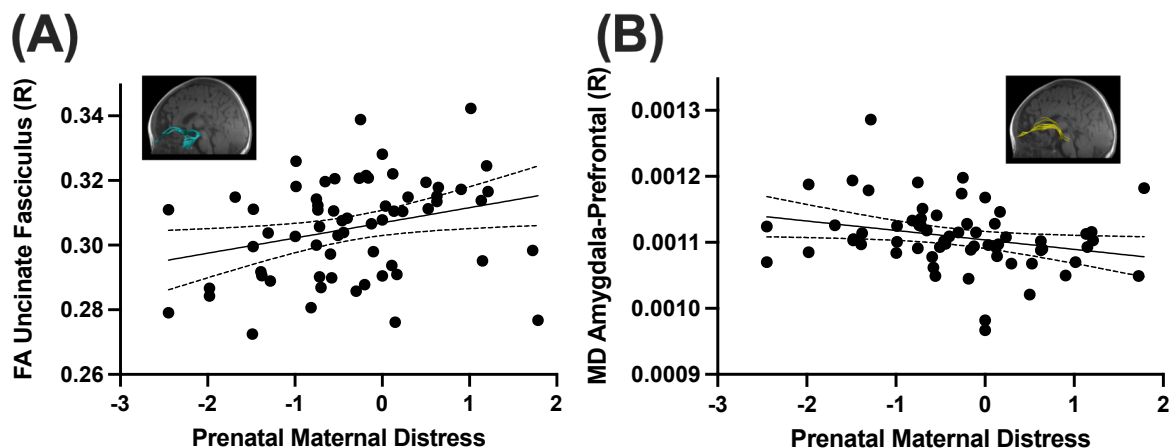 (A)
FA Uncinate Fasciculus (R)
0.34
0.32
0.30
0.28
0.26
-3 -2 -1 0 1 2
Prenatal Maternal Distress
(B)
MD Amygdala-Prefrontal (R)
0.0013
0.0012
0.0011
0.0010
0.0009
-3 -2 -1 0 1 2
Prenatal Maternal Distress